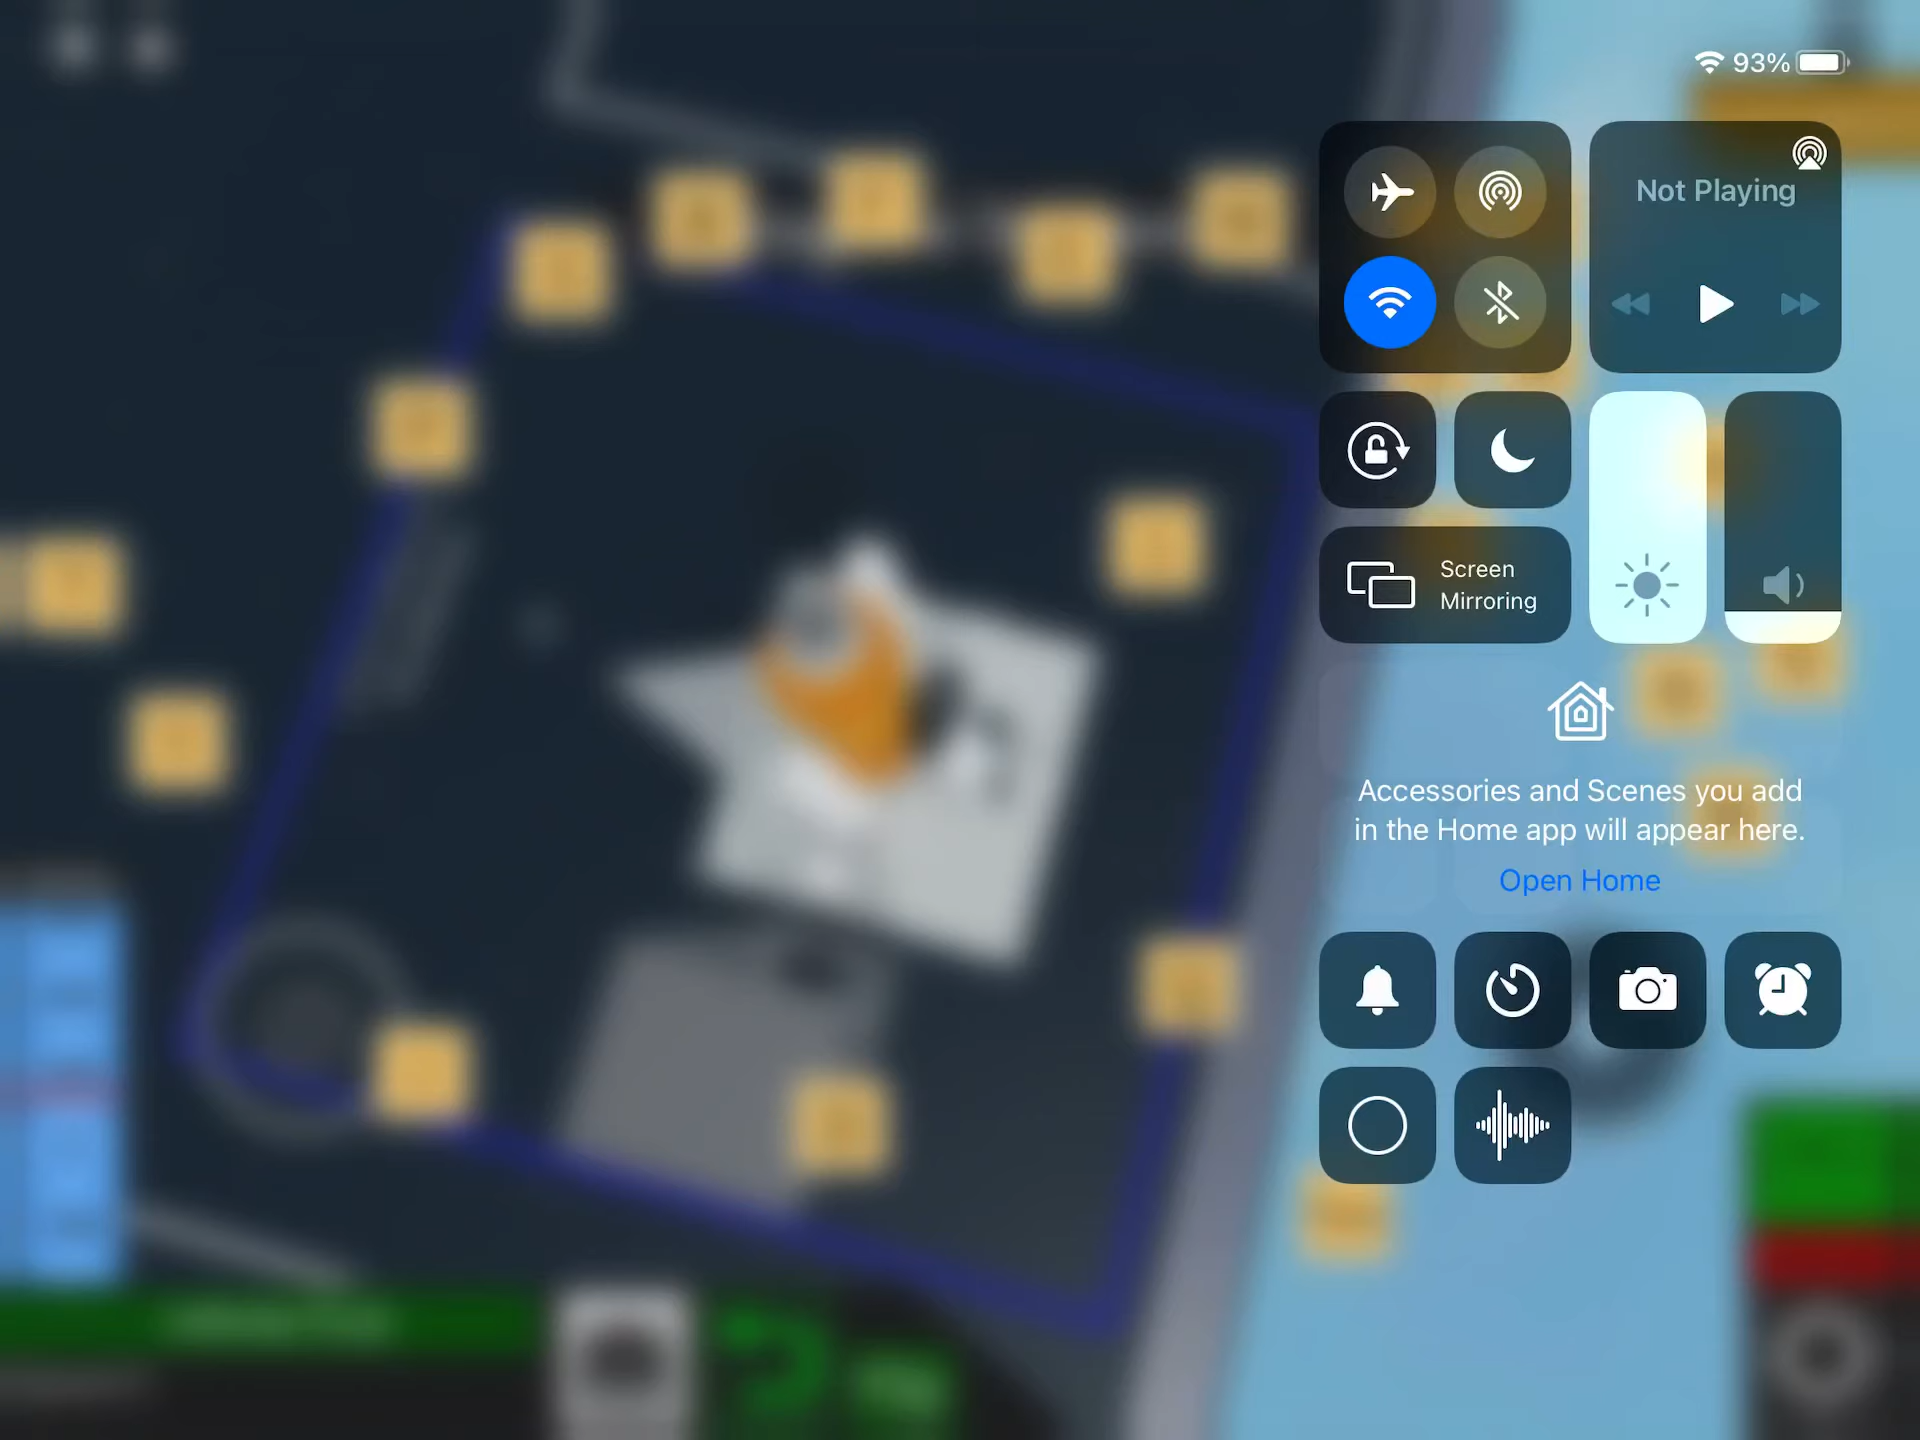 93%
Not Playing
Screen
Mirroring
Accessories and Scenes you add
in the Home app will appear here.
Open Home